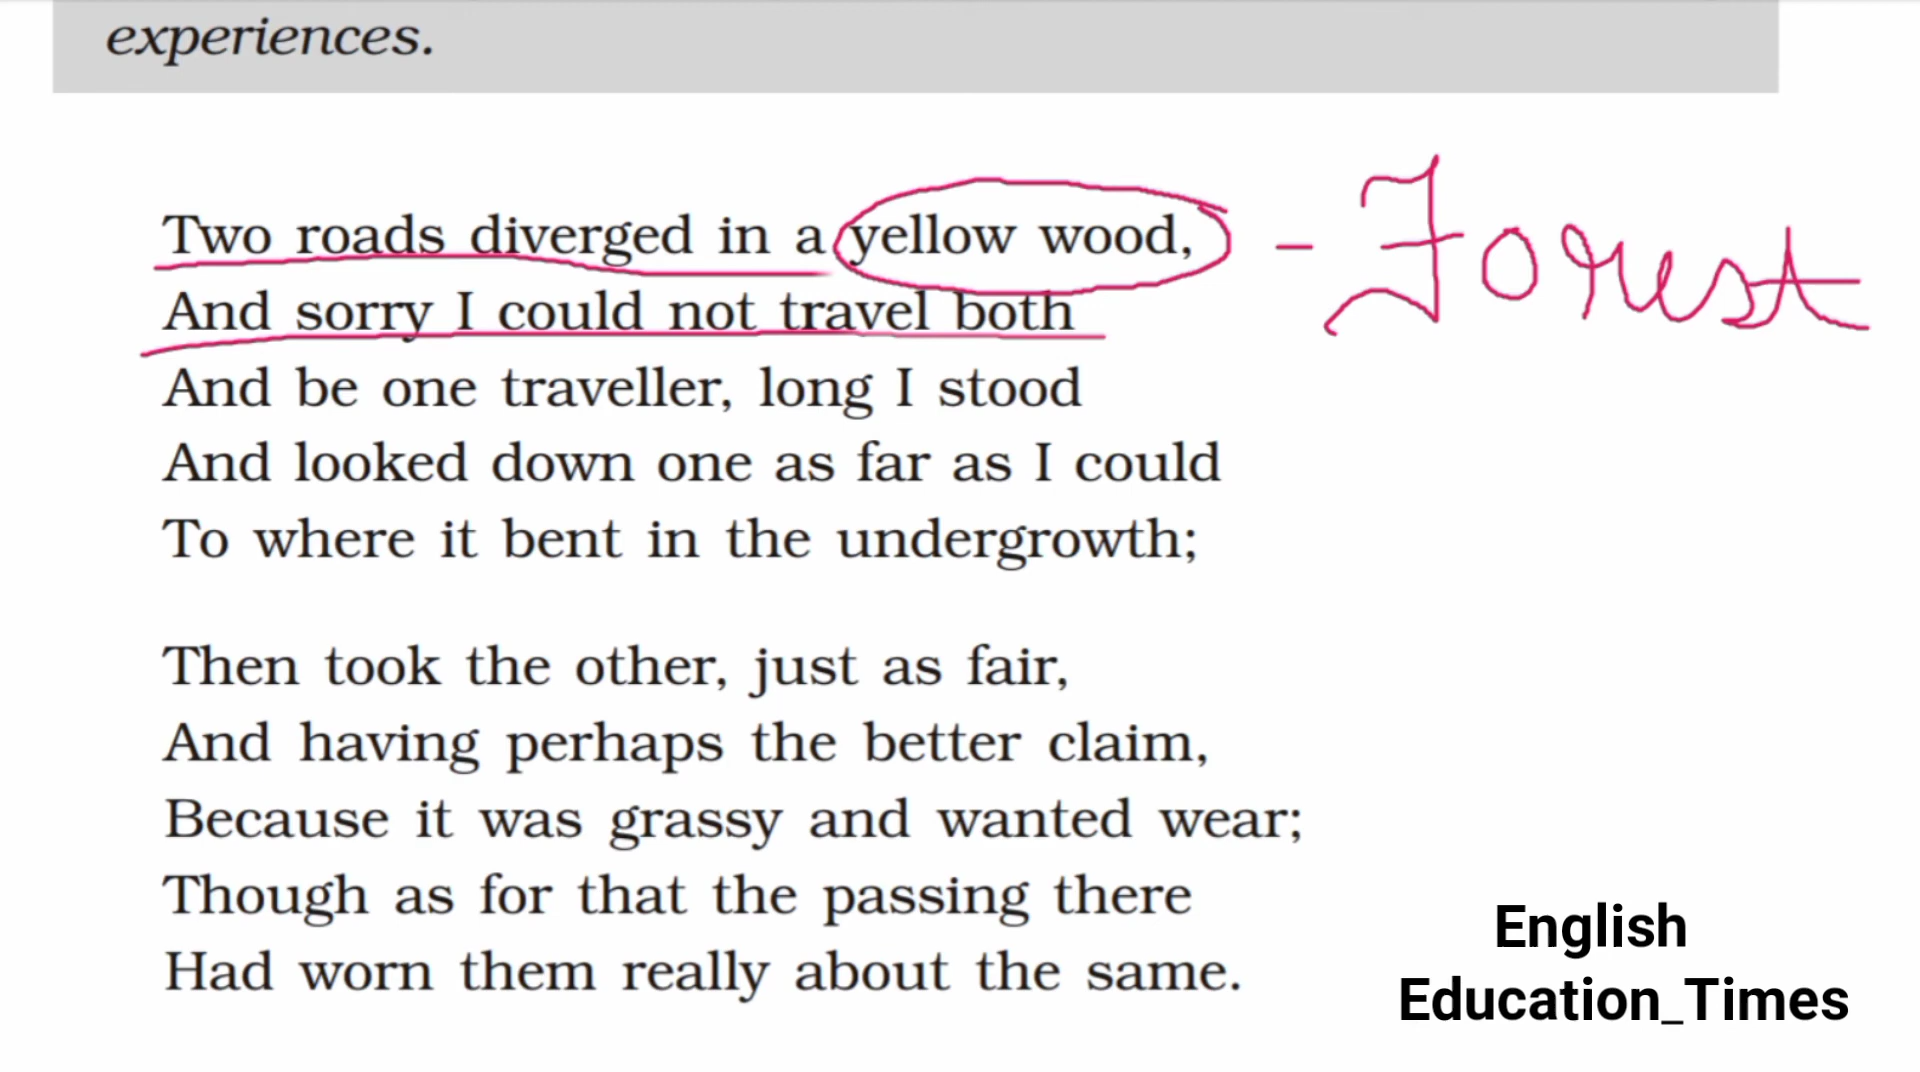 experiences.
Two roads diverged in a yellow wood, - Forest
And sorry I could not travel both
And be one traveller, long I stood
And looked down one as far as I could
To where it bent in the undergrowth;
Then took the other, just as fair,
And having perhaps the better claim,
Because it was grassy and wanted wear;
Though as for that the passing there
Had worn them really about the same.
English
Education_Times